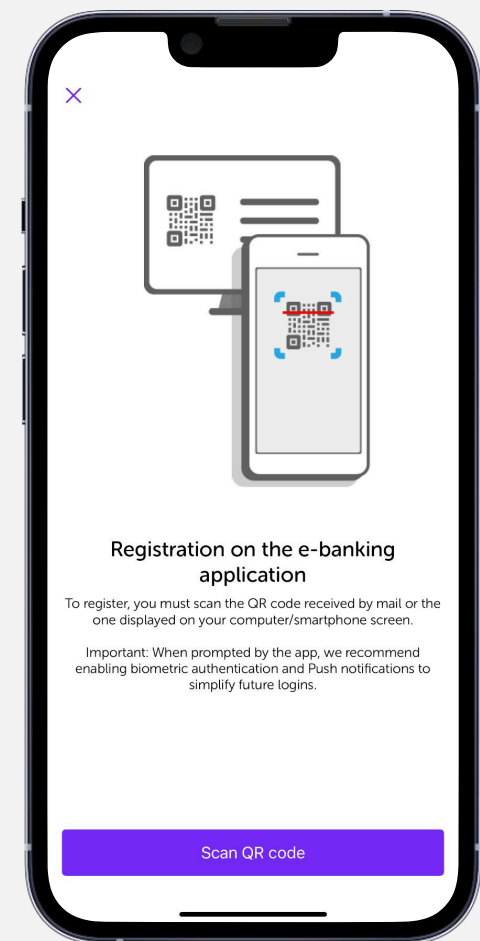 Registration on the e-banking
application
To register, you must scan the QR code received by mail or the
one displayed on your computer/smartphone screen.
Important: When prompted by the app, we recommend
enabling biometric authentication and Push notifications to
simplify future logins.
Scan QR code